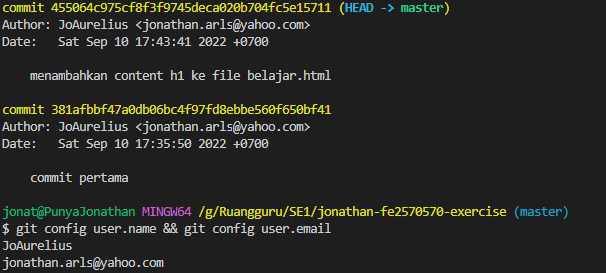 commit 455064c975cf8f3f9745deca020b704fc5e15711 (HEAD -> master)
Author: JoAurelius <jonathan.arls@yahoo.com>
Date:   Sat Sep 10 17:43:41 2022 +0700
menambahkan content h1 ke file belajar.html
commit 381afbbf47a0db06bc4f97fd8ebbe560f650bf41
Author: JoAurelius <jonathan.arls@yahoo.com>
Date:   Sat Sep 10 17:35:50 2022 +0700
commit pertama
jonat@PunyaJonathan MINGW64 /g/Ruangguru/SE1/jonathan-fe2570570-exercise (master)
$ git config user.name && git config user.email
JoAurelius
jonathan.arls@yahoo.com